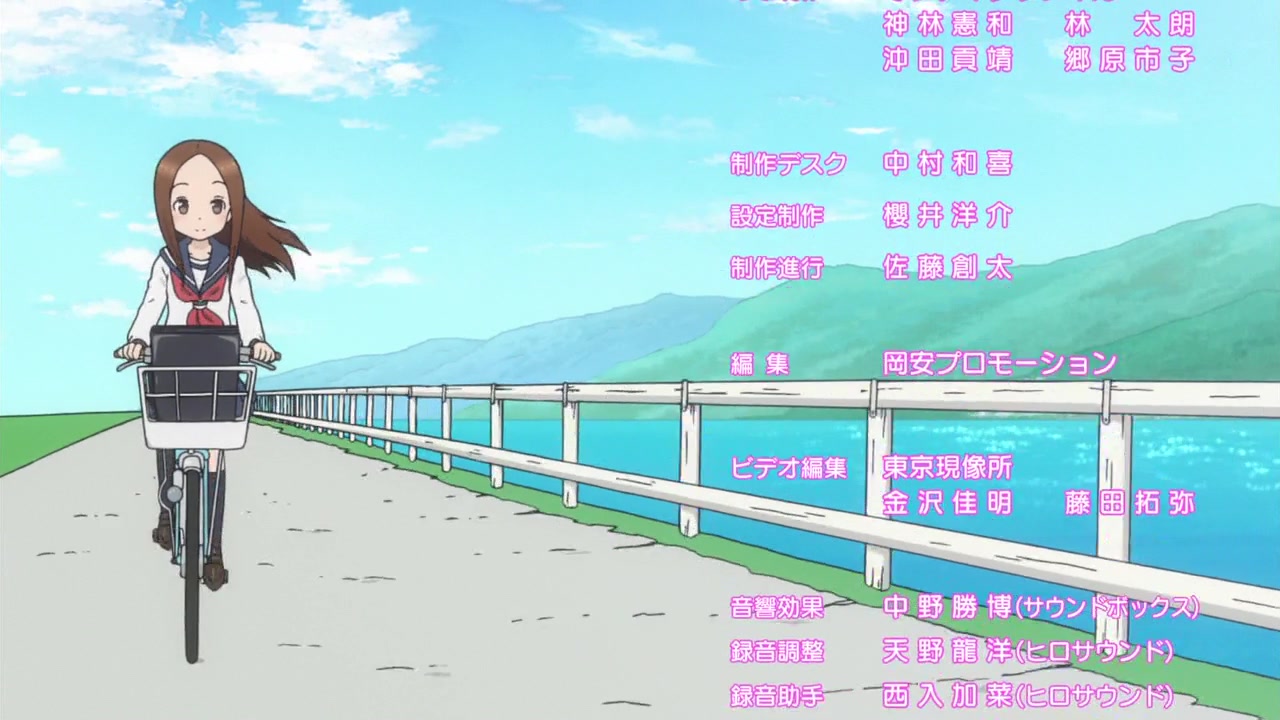 神林憲和 林 太朗
沖田貢靖 郷原市子
制作デスク 中村和喜
設定制作 櫻井洋介
制作進行 佐藤創太
編集 岡安プロモーション
ビデオ編集 東京現像所
金沢佳明 藤田拓弥
音響効果 中野勝博(サウンドボックス)
録音調整 天野龍洋(ヒロサウンド)
録音助手 西入加菜(ヒロサウンド)